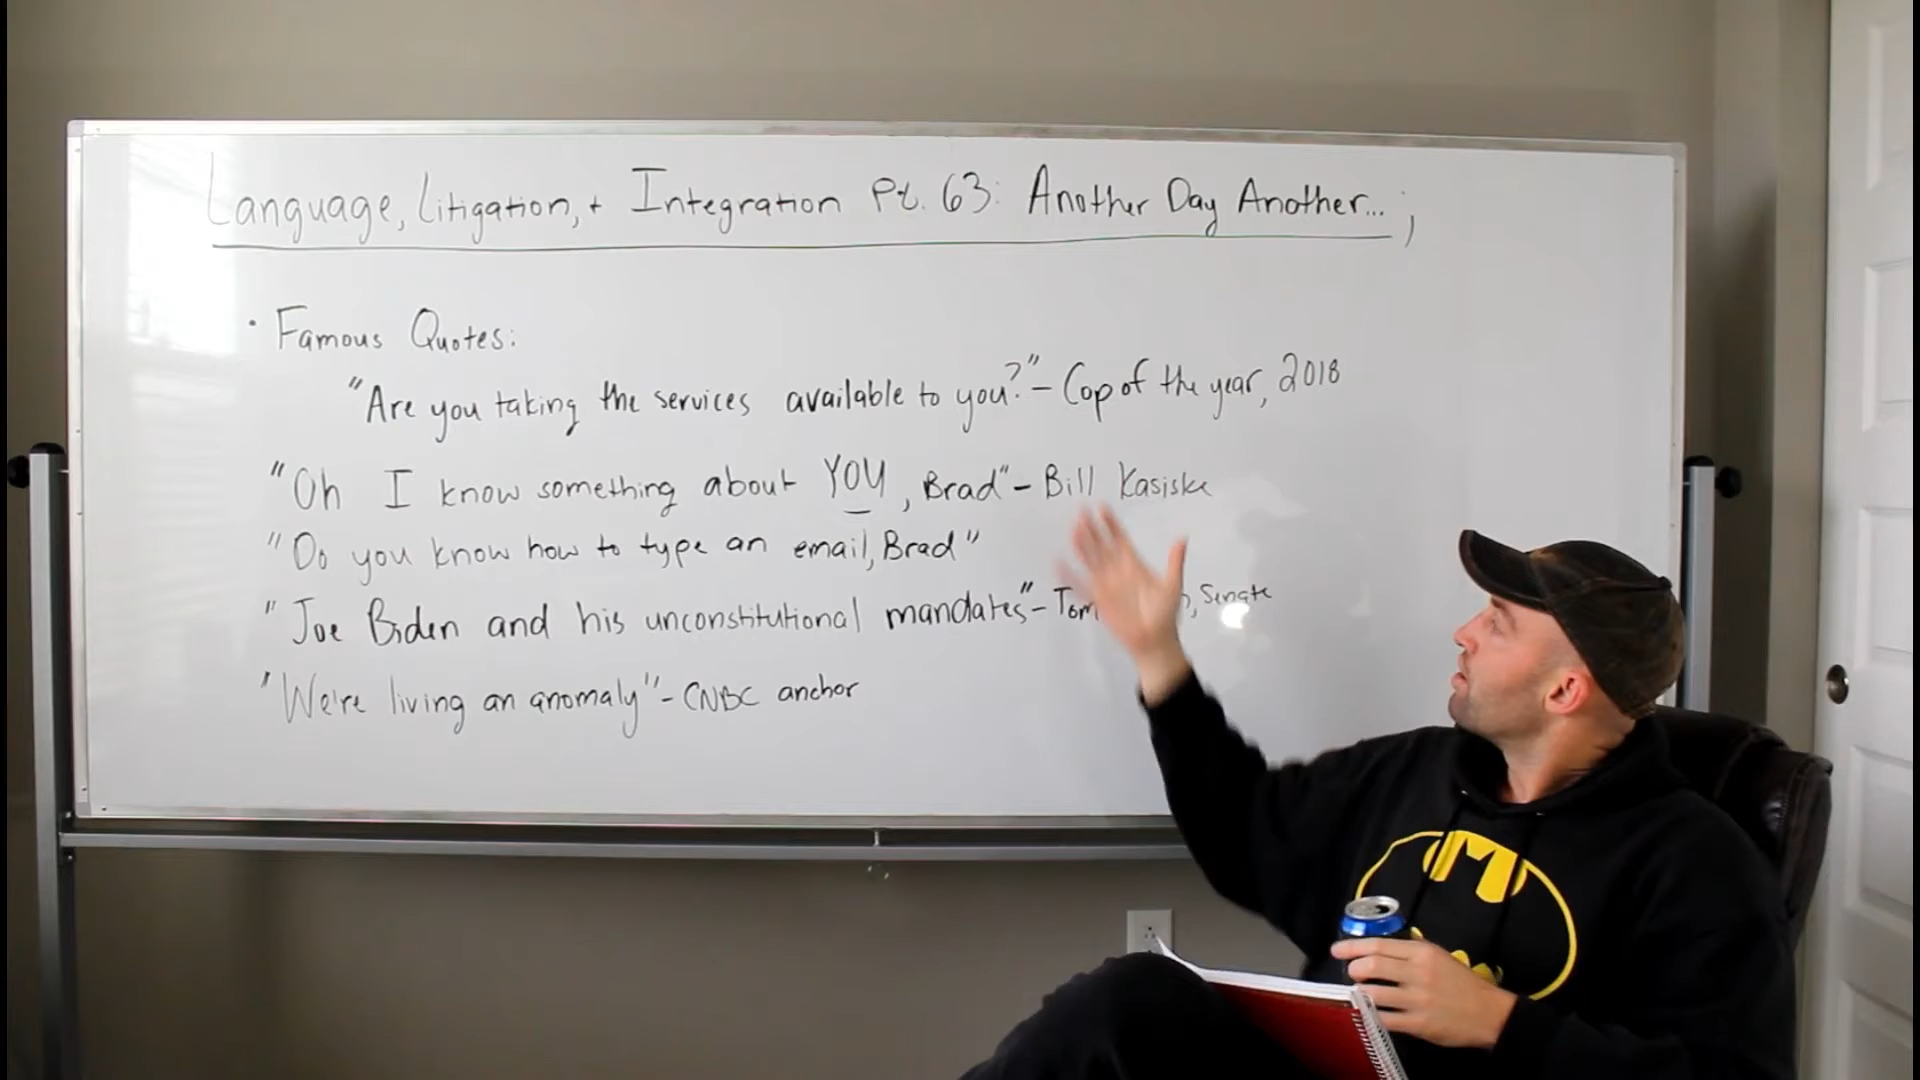 Language, Litigation, + Integration Pt. 63: Another Day Another... ;
• Famous Quotes:
"Are you taking the services available to you?" - Cop of the year, 2018
"Oh I know something about YOU, Brad" - Bill Kasiske
"Do you know how to type an email, Brad"
"Joe Biden and his unconstitutional mandates" - Tom , Senate
"We're living an anomaly" - CNBC anchor